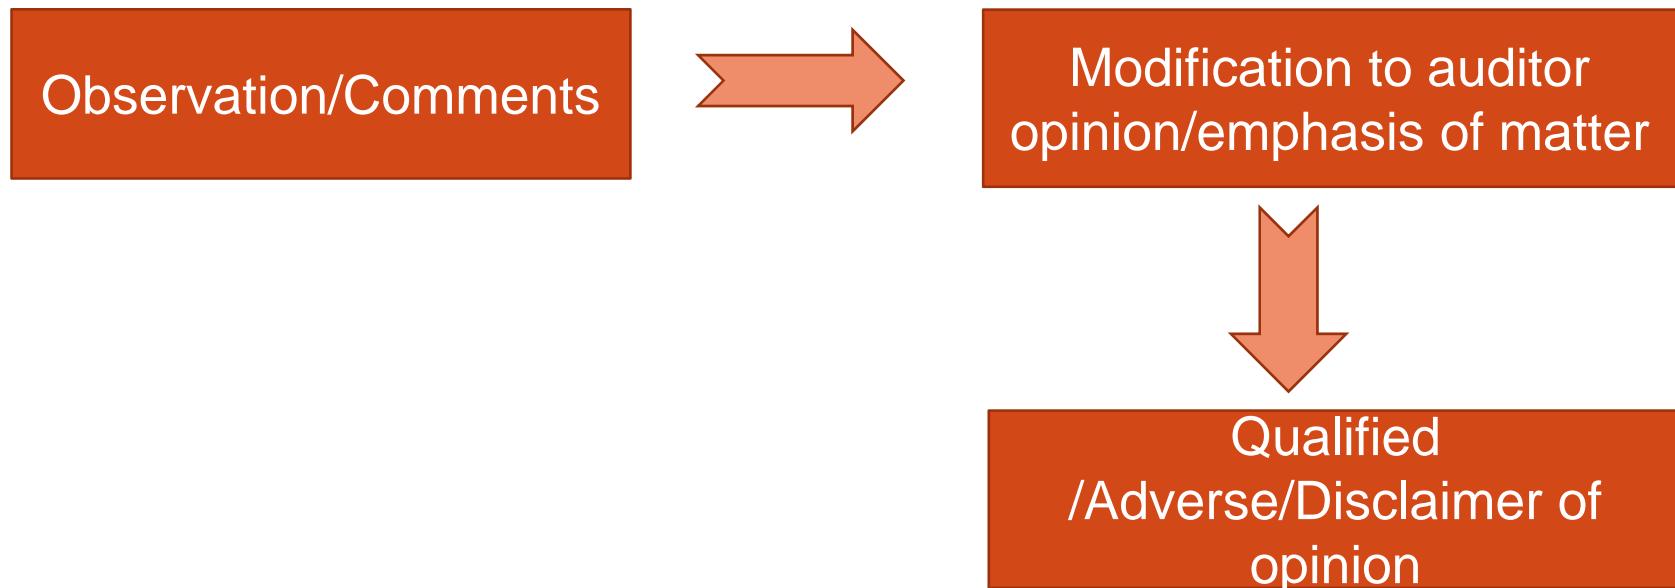 Observation/Comments
Modification to auditor
opinion/emphasis of matter
Qualified
/Adverse/Disclaimer of
opinion